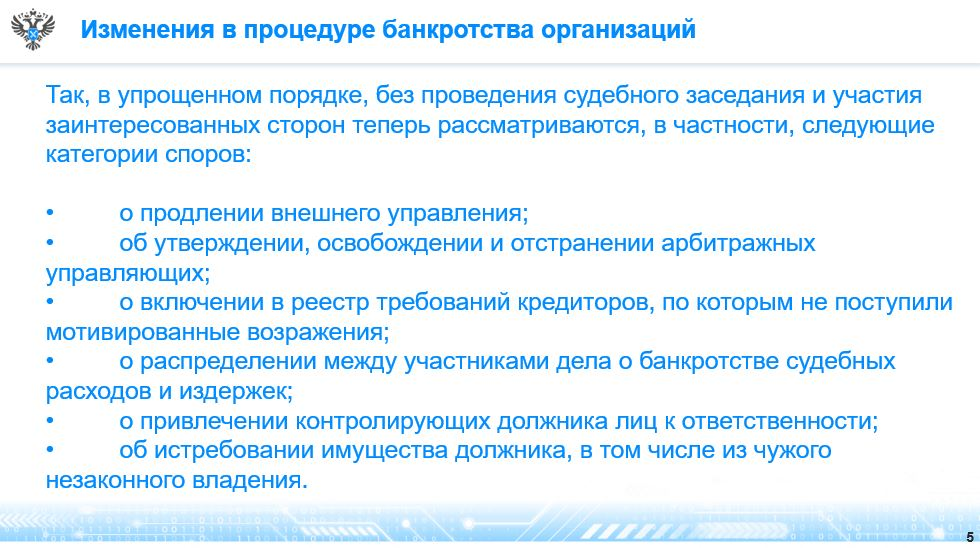 Изменения в процедуре банкротства организаций
Так, в упрощенном порядке, без проведения судебного заседания и участия
заинтересованных сторон теперь рассматриваются, в частности, следующие
категории споров:
• о продлении внешнего управления;
• об утверждении, освобождении и отстранении арбитражных
управляющих;
• о включении в реестр требований кредиторов, по которым не поступили
мотивированные возражения;
• о распределении между участниками дела о банкротстве судебных
расходов и издержек;
• о привлечении контролирующих должника лиц к ответственности;
• об истребовании имущества должника, в том числе из чужого
незаконного владения.
5